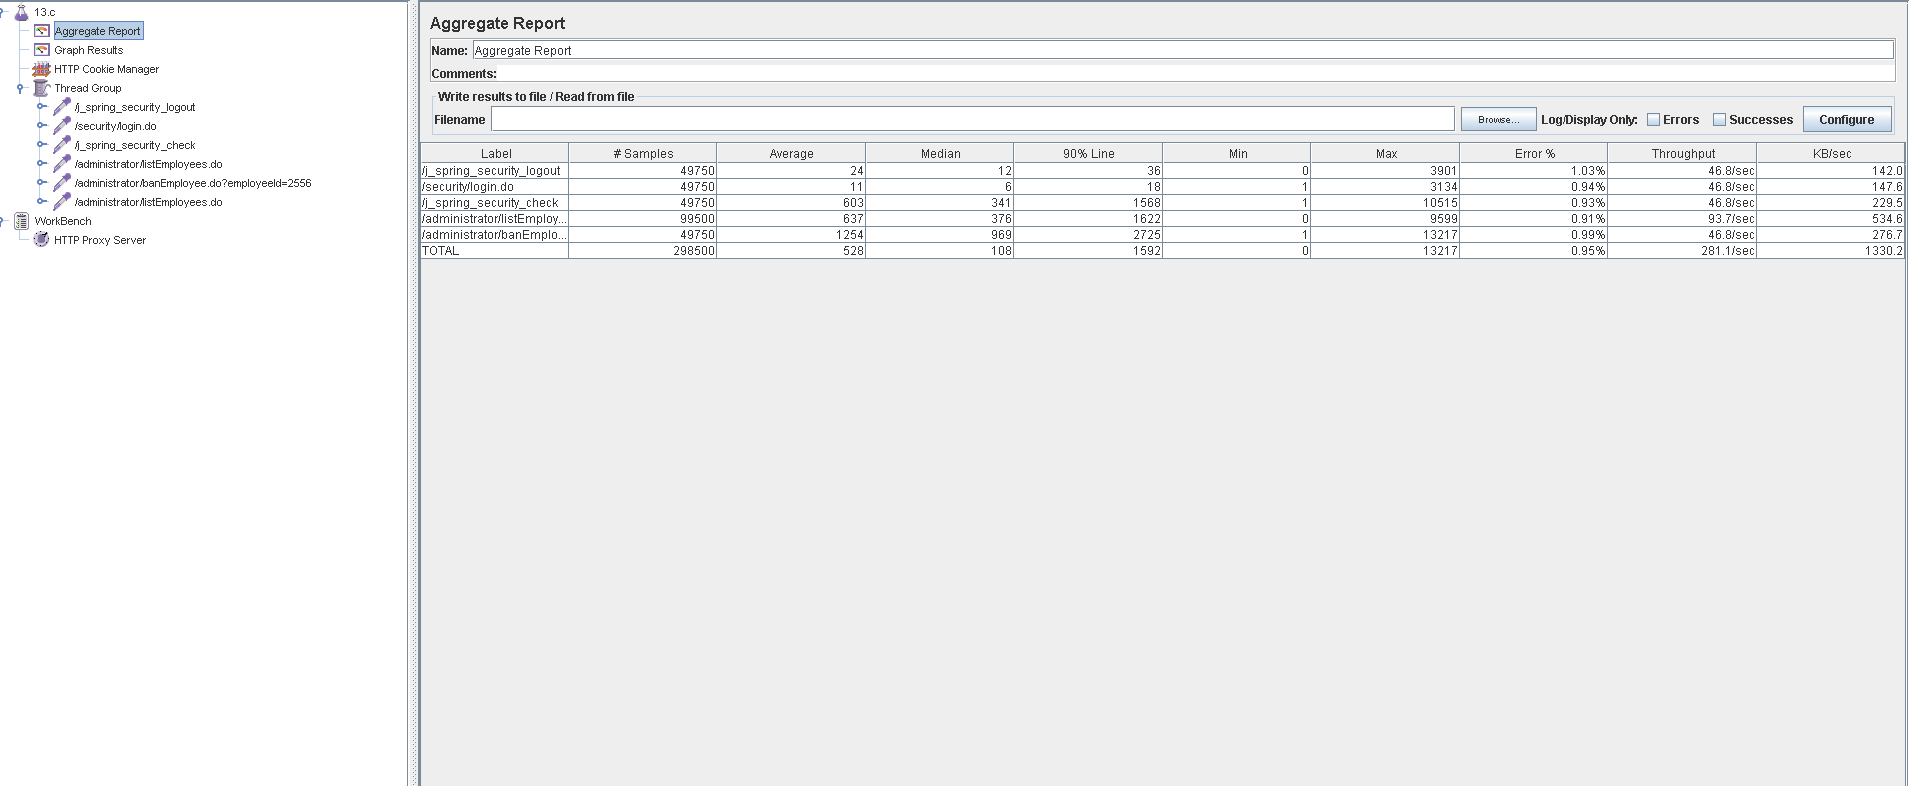 13.c
Aggregate Report
Graph Results
HTTP Cookie Manager
Thread Group
/j_spring_security_logout
/security/login.do
/j_spring_security_check
/administrator/listEmployees.do
/administrator/banEmployee.do?employeeId=2556
/administrator/listEmployees.do
WorkBench
HTTP Proxy Server
Aggregate Report
Name: Aggregate Report
Comments:
Write results to file / Read from file
Filename Browse... Log/Display Only: Errors Successes Configure
Label # Samples Average Median 90% Line Min Max Error % Throughput KB/sec
/j_spring_security_logout 49750 24 12 36 0 3901 1.03% 46.8/sec 142.0
/security/login.do 49750 11 6 18 1 3134 0.94% 46.8/sec 147.6
/j_spring_security_check 49750 603 341 1568 1 10515 0.93% 46.8/sec 229.5
/administrator/listEmploy... 99500 637 376 1622 0 9599 0.91% 93.7/sec 534.6
/administrator/banEmplo... 49750 1254 969 2725 1 13217 0.99% 46.8/sec 276.7
TOTAL 298500 528 108 1592 0 13217 0.95% 281.1/sec 1330.2